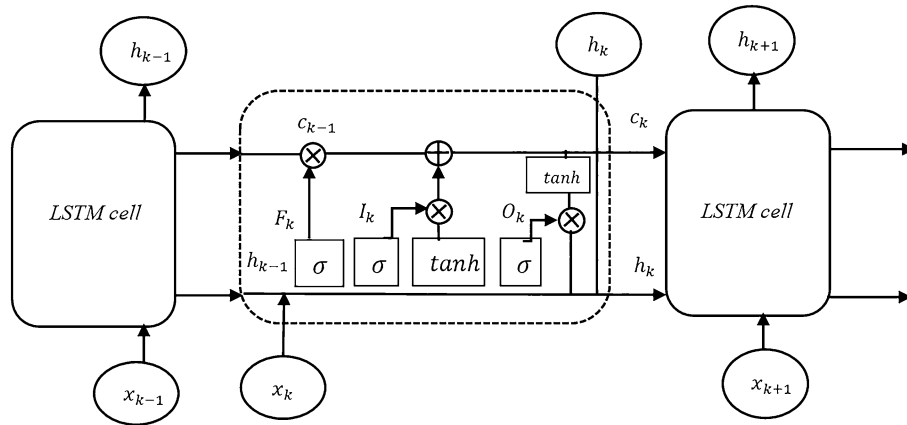 h_{k-1}
h_k
h_{k+1}
c_{k-1}
c_k
LSTM cell
F_k
I_k
O_k
tanh
LSTM cell
h_{k-1}
σ
σ
tanh
σ
h_k
x_{k-1}
x_k
x_{k+1}